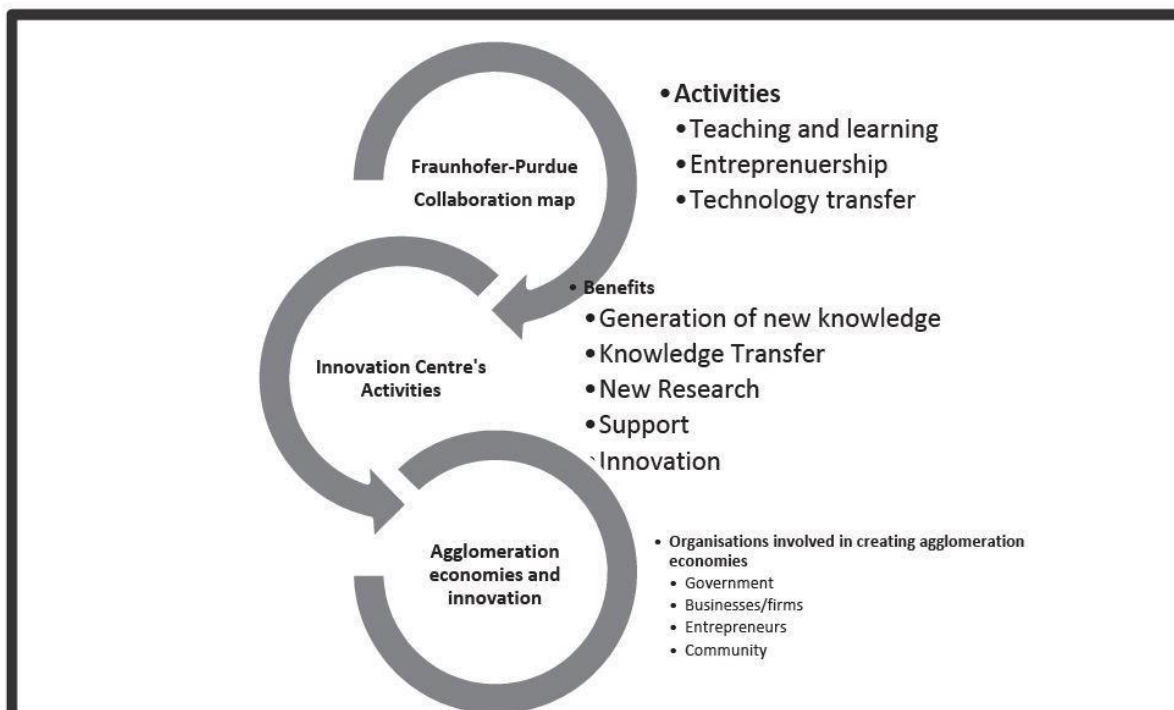 Fraunhofer-Purdue
Collaboration map
• Activities
• Teaching and learning
• Entreprenuership
• Technology transfer
Innovation Centre's
Activities
• Benefits
• Generation of new knowledge
• Knowledge Transfer
• New Research
• Support
• Innovation
Agglomeration
economies and
innovation
• Organisations involved in creating agglomeration
economies
• Government
• Businesses/firms
• Entrepreneurs
• Community